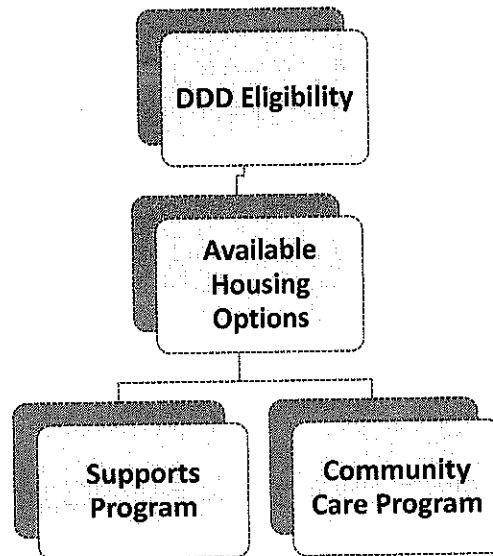 DDD Eligibility
Available
Housing
Options
Supports
Program
Community
Care Program